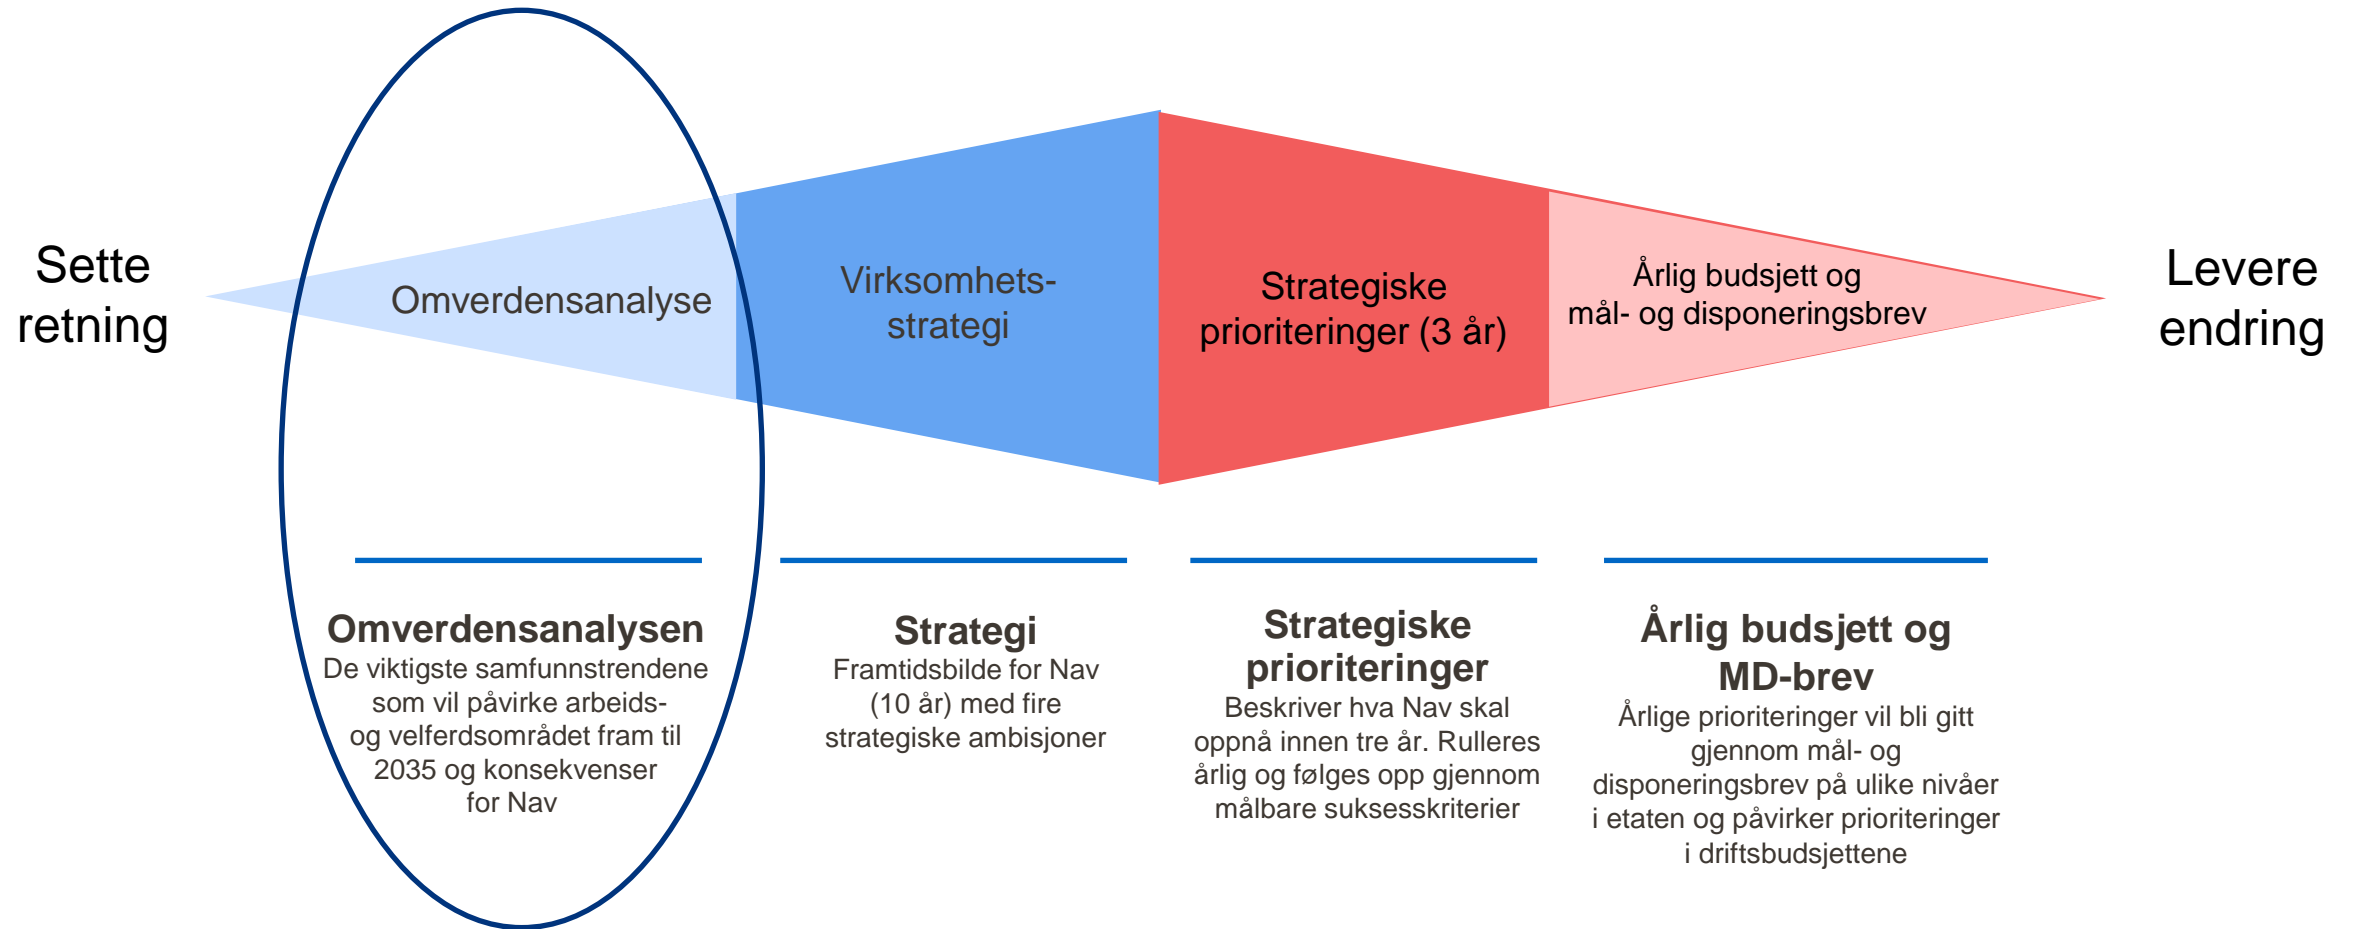 Sette
retning
Omverdensanalyse
Virksomhets-
strategi
Strategiske
prioriteringer (3 år)
Årlig budsjett og
mål- og disponeringsbrev
Levere
endring
Omverdensanalysen
De viktigste samfunnstrendene
som vil påvirke arbeids-
og velferdsområdet fram til
2035 og konsekvenser
for Nav
Strategi
Framtidsbilde for Nav
(10 år) med fire
strategiske ambisjoner
Strategiske
prioriteringer
Beskriver hva Nav skal
oppnå innen tre år. Rulleres
årlig og følges opp gjennom
målbare suksesskriterier
Årlig budsjett og
MD-brev
Årlige prioriteringer vil bli gitt
gjennom mål- og
disponeringsbrev på ulike nivåer
i etaten og påvirker prioriteringer
i driftsbudsjettene